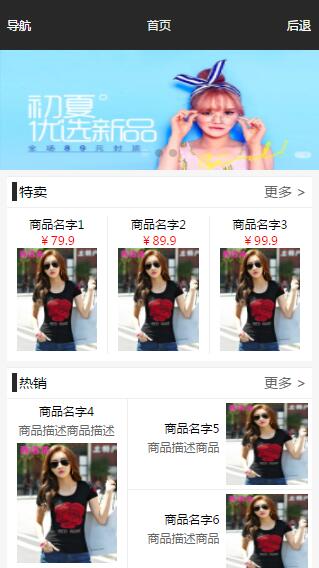 导航 首页 后退
初夏
优选新品
全场89元封顶
特卖 更多 >
商品名字1 商品名字2 商品名字3
￥79.9 ￥89.9 ￥99.9
热销 更多 >
商品名字4
商品描述商品描述
商品名字5
商品描述商品
商品名字6
商品描述商品